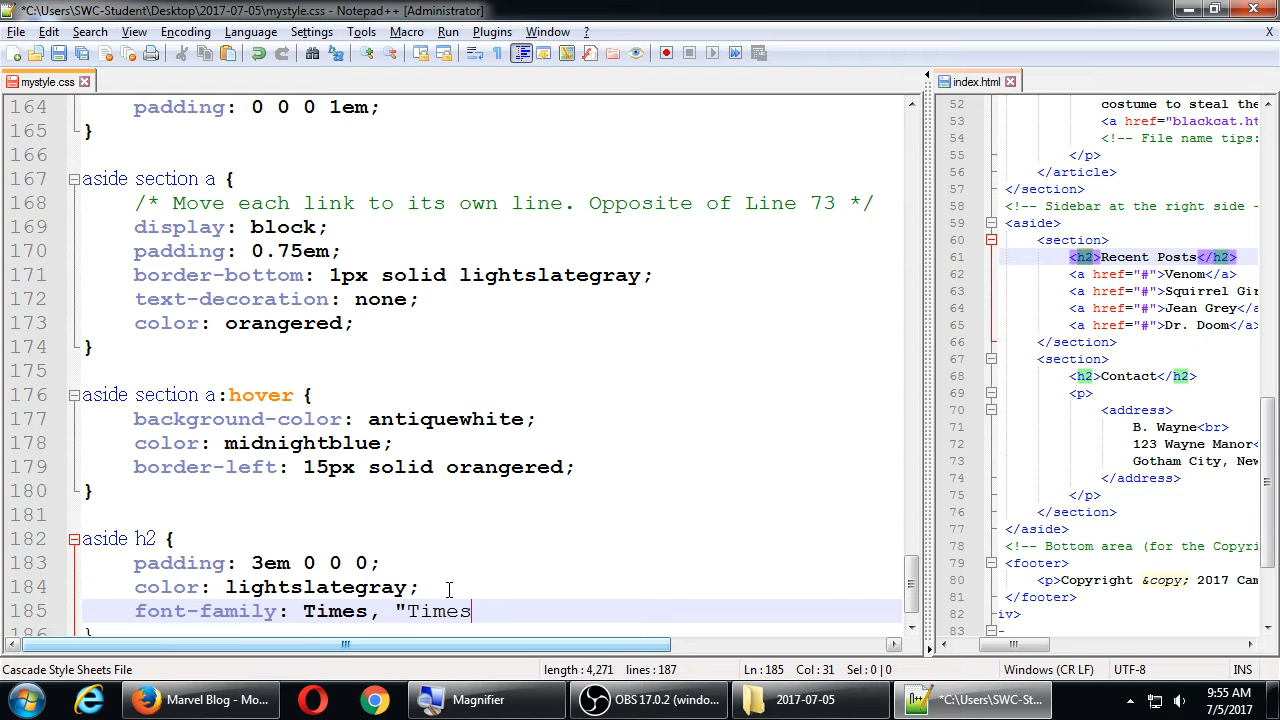 *C:\Users\SWC-Student\Desktop\2017-07-05\mystyle.css - Notepad++ [Administrator]
File Edit Search View Encoding Language Settings Tools Macro Run Plugins Window ? X
mystyle.css
index.html
164 padding: 0 0 0 1em;
165 }
166
167 aside section a {
168 /* Move each link to its own line. Opposite of Line 73 */
169 display: block;
170 padding: 0.75em;
171 border-bottom: 1px solid lightslategray;
172 text-decoration: none;
173 color: orangered;
174 }
175
176 aside section a:hover {
177 background-color: antiquewhite;
178 color: midnightblue;
179 border-left: 15px solid orangered;
180 }
181
182 aside h2 {
183 padding: 3em 0 0 0;
184 color: lightslategray;
185 font-family: Times, "Times
186 }
52 costume to steal the
53 <a href="blackcat.ht
54 <!-- File name tips:
55 </p>
56 </article>
57 </section>
58 <!-- Sidebar at the right side -
59 <aside>
60 <section>
61 <h2>Recent Posts</h2>
62 <a href="#">Venom</a>
63 <a href="#">Squirrel Gir
64 <a href="#">Jean Grey</a
65 <a href="#">Dr. Doom</a>
66 </section>
67 <section>
68 <h2>Contact</h2>
69 <p>
70 <address>
71 B. Wayne<br>
72 123 Wayne Manor<
73 Gotham City, New
74 </address>
75 </p>
76 </section>
77 </aside>
78 <!-- Bottom area (for the Copyri
79 <footer>
80 <p>Copyright &copy; 2017 Cam
81 </footer>
82 iv>
83
Cascade Style Sheets File length : 4,271 lines : 187 Ln : 185 Col : 31 Sel : 0 | 0 Windows (CR LF) UTF-8 INS
Marvel Blog - Mo... Magnifier OBS 17.0.2 (windo... 2017-07-05 *C:\Users\SWC-St...
9:55 AM
7/5/2017